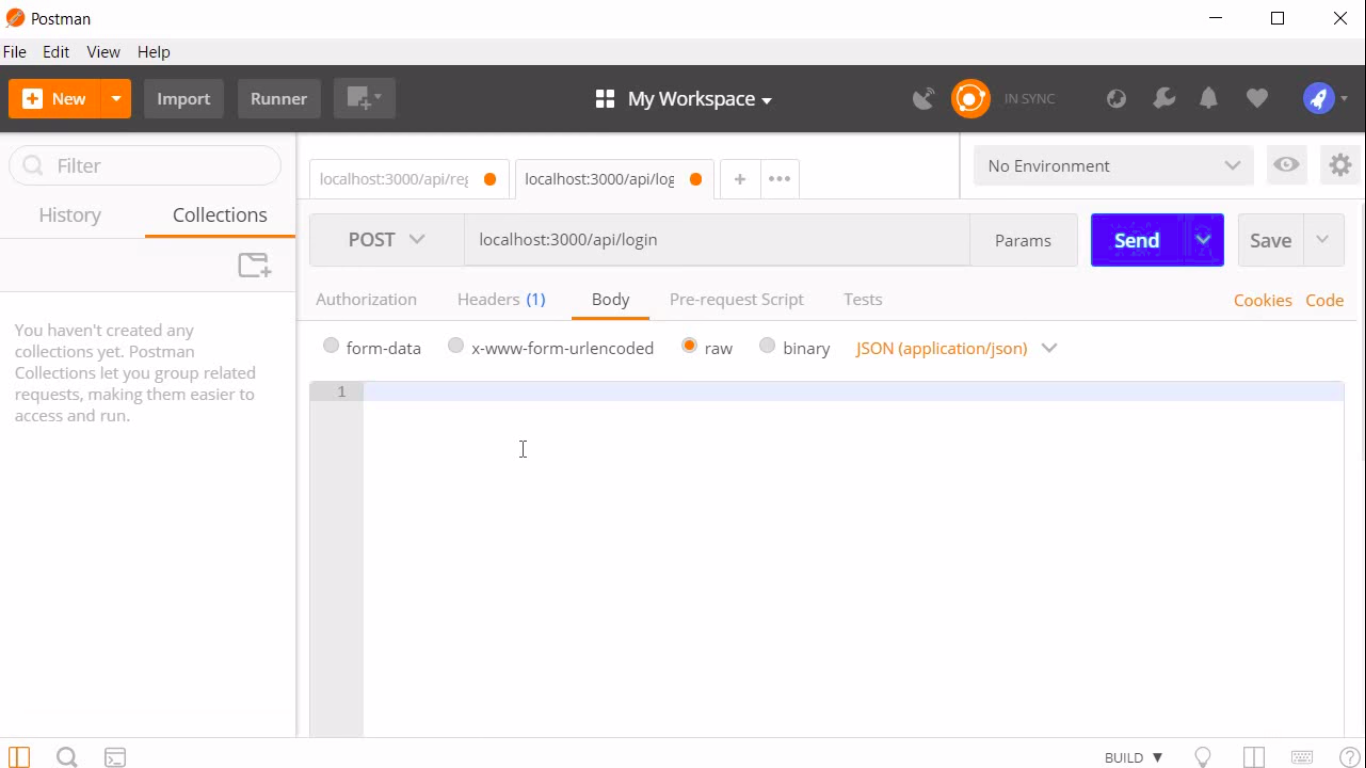 Postman
File Edit View Help
New Import Runner My Workspace IN SYNC
Filter
History Collections
You haven't created any
collections yet. Postman
Collections let you group related
requests, making them easier to
access and run.
localhost:3000/api/reg localhost:3000/api/log + ••• No Environment
POST localhost:3000/api/login Params Send Save
Authorization Headers (1) Body Pre-request Script Tests Cookies Code
form-data x-www-form-urlencoded raw binary JSON (application/json)
1
BUILD